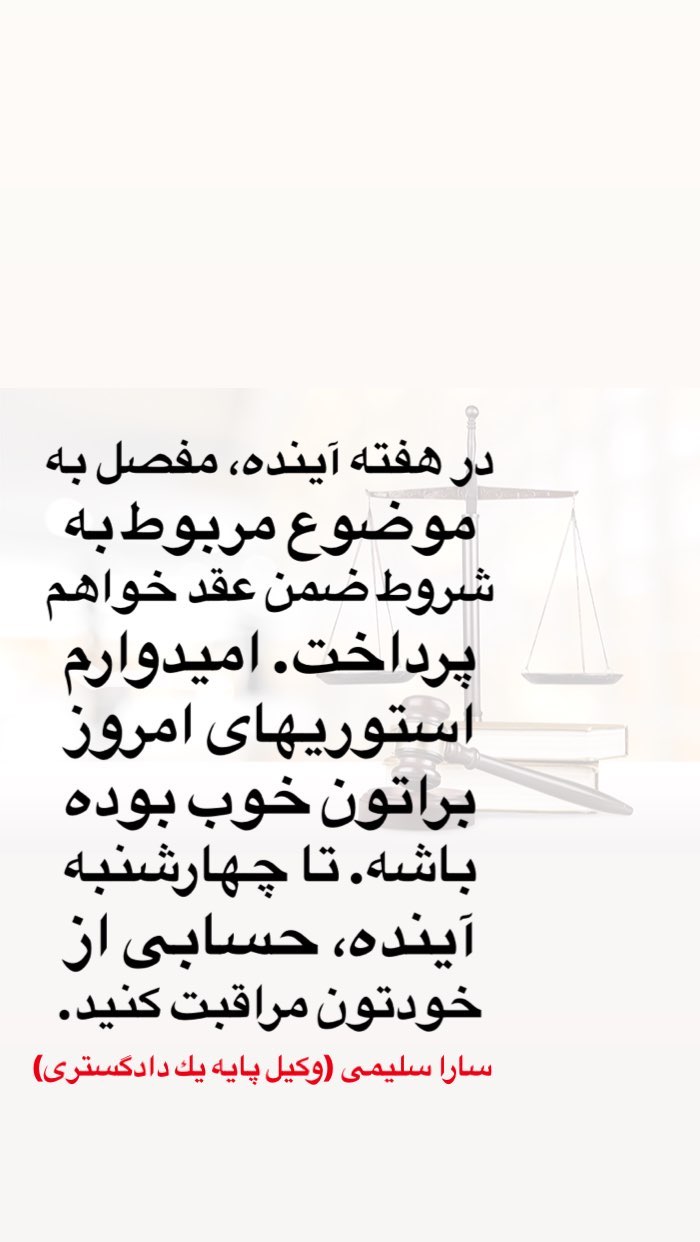 در هفته آینده، مفصل به
موضوع مربوط به
شروط ضمن عقد خواهم
پرداخت. امیدوارم
استوریهای امروز
براتون خوب بوده
باشه. تا چهارشنبه
آینده، حسابی از
خودتون مراقبت کنید.
سارا سلیمی (وکیل پایه یک دادگستری)